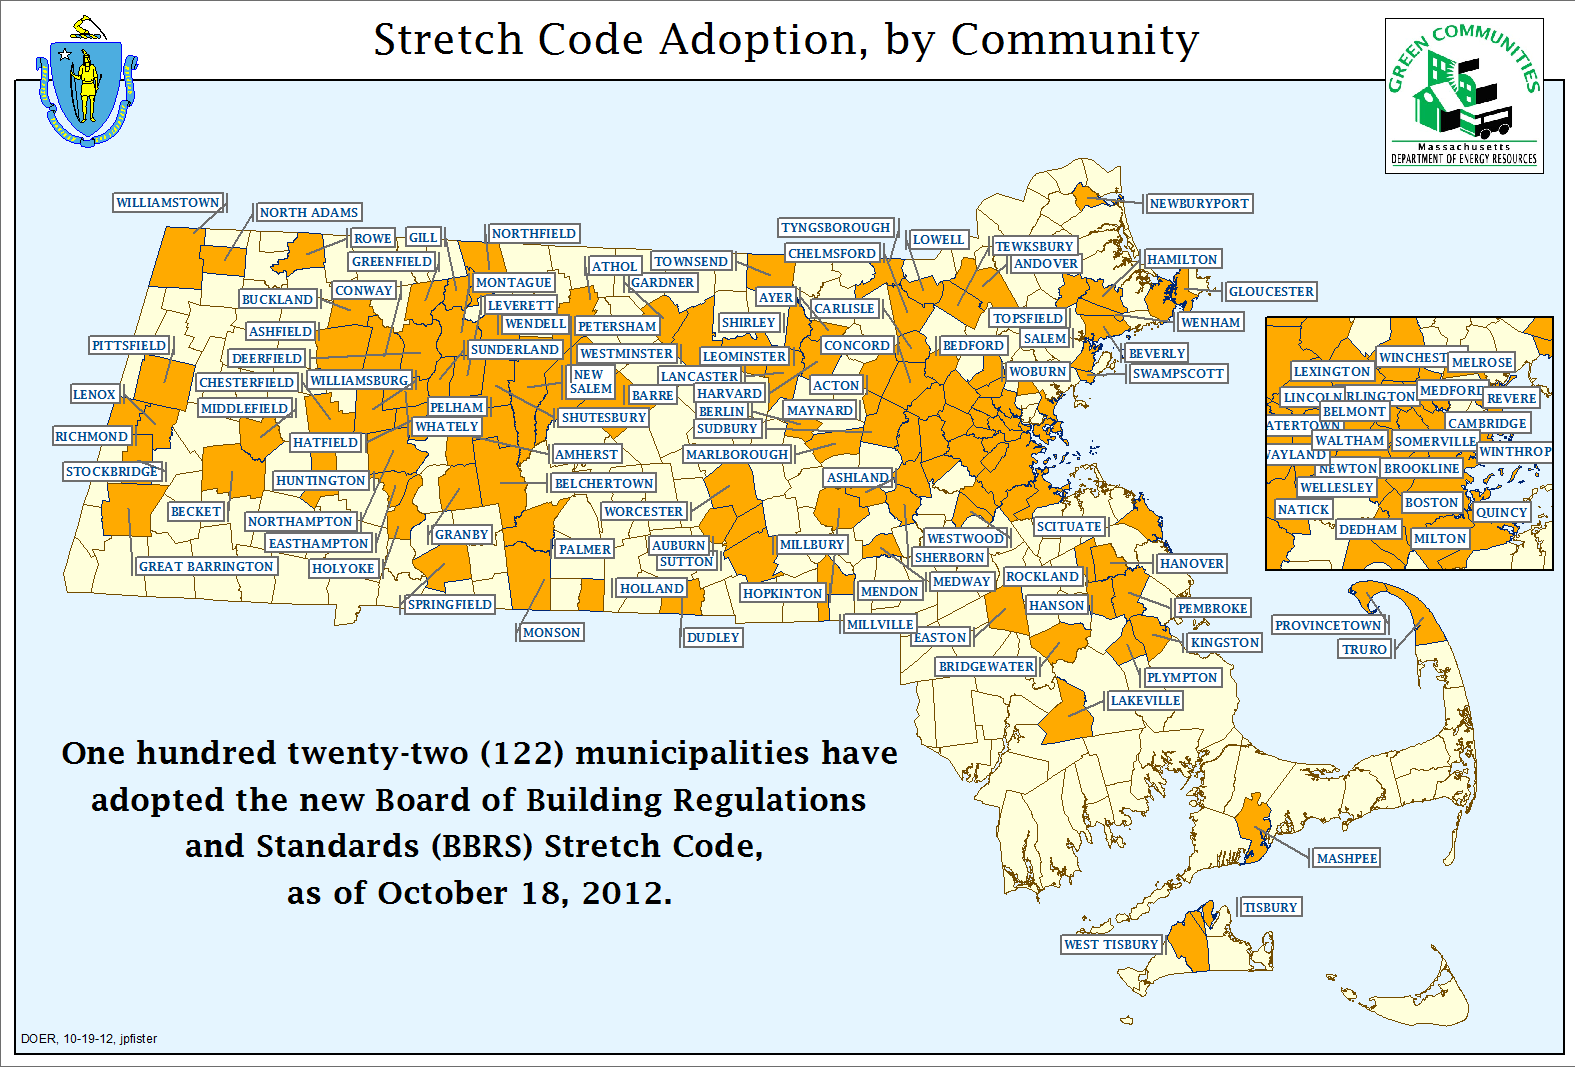 Stretch Code Adoption, by Community
GREEN COMMUNITIES
Massachusetts
DEPARTMENT OF ENERGY RESOURCES
WILLIAMSTOWN
NORTH ADAMS
ROWE
GILL
NORTHFIELD
GREENFIELD
TYNGSBOROUGH
LOWELL
TEWKSBURY
NEWBURYPORT
CHELMSFORD
ANDOVER
HAMILTON
ATHOL
TOWNSEND
MONTAGUE
GARDNER
BUCKLAND
CONWAY
LEVERETT
AYER
CARLISLE
GLOUCESTER
ASHFIELD
WENDELL
PETERSHAM
SHIRLEY
TOPSFIELD
WENHAM
PITTSFIELD
DEERFIELD
SUNDERLAND
WESTMINSTER
LEOMINSTER
CONCORD
BEDFORD
SALEM
BEVERLY
CHESTERFIELD
WILLIAMSBURG
NEW
SALEM
LANCASTER
ACTON
WOBURN
SWAMPSCOTT
LENOX
MIDDLEFIELD
PELHAM
BARRE
HARVARD
BERLIN
MAYNARD
SHUTESBURY
WHATELY
SUDBURY
RICHMOND
HATFIELD
AMHERST
MARLBOROUGH
STOCKBRIDGE
HUNTINGTON
BELCHERTOWN
ASHLAND
BECKET
NORTHAMPTON
WORCESTER
EASTHAMPTON
GRANBY
WESTWOOD
SCITUATE
GREAT BARRINGTON
HOLYOKE
PALMER
AUBURN
SUTTON
MILLBURY
SHERBORN
HANOVER
SPRINGFIELD
HOLLAND
HOPKINTON
MENDON
MEDWAY
ROCKLAND
HANSON
PEMBROKE
MONSON
DUDLEY
MILLVILLE
EASTON
KINGSTON
BRIDGEWATER
PLYMPTON
LAKEVILLE
LEXINGTON
WINCHEST
MELROSE
LINCOLN
RLINGTON
MEDFORD
REVERE
BELMONT
ATERTOWN
CAMBRIDGE
WALTHAM
SOMERVILLE
WAYLAND
WINTHROP
NEWTON
BROOKLINE
WELLESLEY
BOSTON
NATICK
QUINCY
DEDHAM
MILTON
PROVINCETOWN
TRURO
MASHPEE
TISBURY
WEST TISBURY
One hundred twenty-two (122) municipalities have
adopted the new Board of Building Regulations
and Standards (BBRS) Stretch Code,
as of October 18, 2012.
DOER, 10-19-12, jpfister